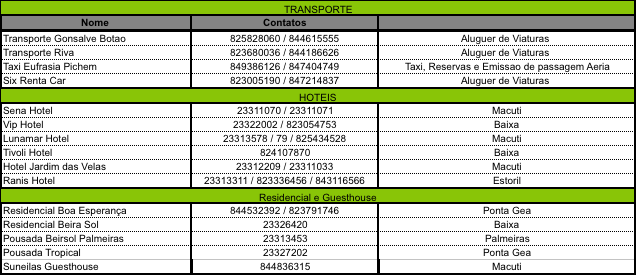 TRANSPORTE
Nome Contatos
Transporte Gonsalve Botao 825828060 / 844615555 Aluguer de Viaturas
Transporte Riva 823680036 / 844186626 Aluguer de Viaturas
Taxi Eufrasia Pichem 849386126 / 847404749 Taxi, Reservas e Emissao de passagem Aeria
Six Renta Car 823005190 / 847214837 Aluguer de Viaturas
HOTEIS
Sena Hotel 23311070 / 23311071 Macuti
Vip Hotel 23322002 / 823054753 Baixa
Lunamar Hotel 23313578 / 79 / 825434528 Macuti
Tivoli Hotel 824107870 Baixa
Hotel Jardim das Velas 23312209 / 23311033 Macuti
Ranis Hotel 23313311 / 823336456 / 843116566 Estoril
Residencial e Guesthouse
Residencial Boa Esperança 844532392 / 823791746 Ponta Gea
Residencial Beira Sol 23326420 Baixa
Pousada Beirsol Palmeiras 23313453 Palmeiras
Pousada Tropical 23327202 Ponta Gea
Suneilas Guesthouse 844836315 Macuti